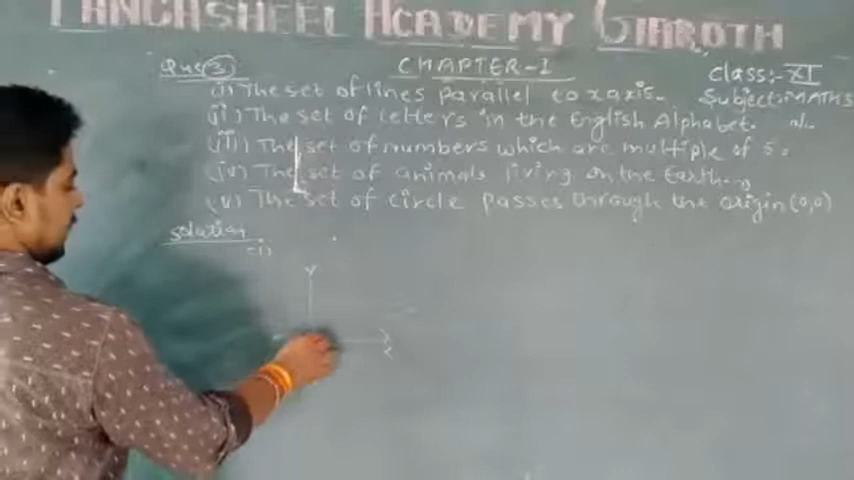 PANCHSHEEL ACADEMY GAROTH
Que(3) CHAPTER-1 Class:- XI
(i) The set of lines parallel to x axis. Subject:- MATHS
(ii) The set of letters in the English Alphabet.
(iii) The set of numbers which are multiple of 5.
(iv) The set of animals living on the Earth.
(v) The set of circle passes through the origin (0,0)
Solution
(i)
Y